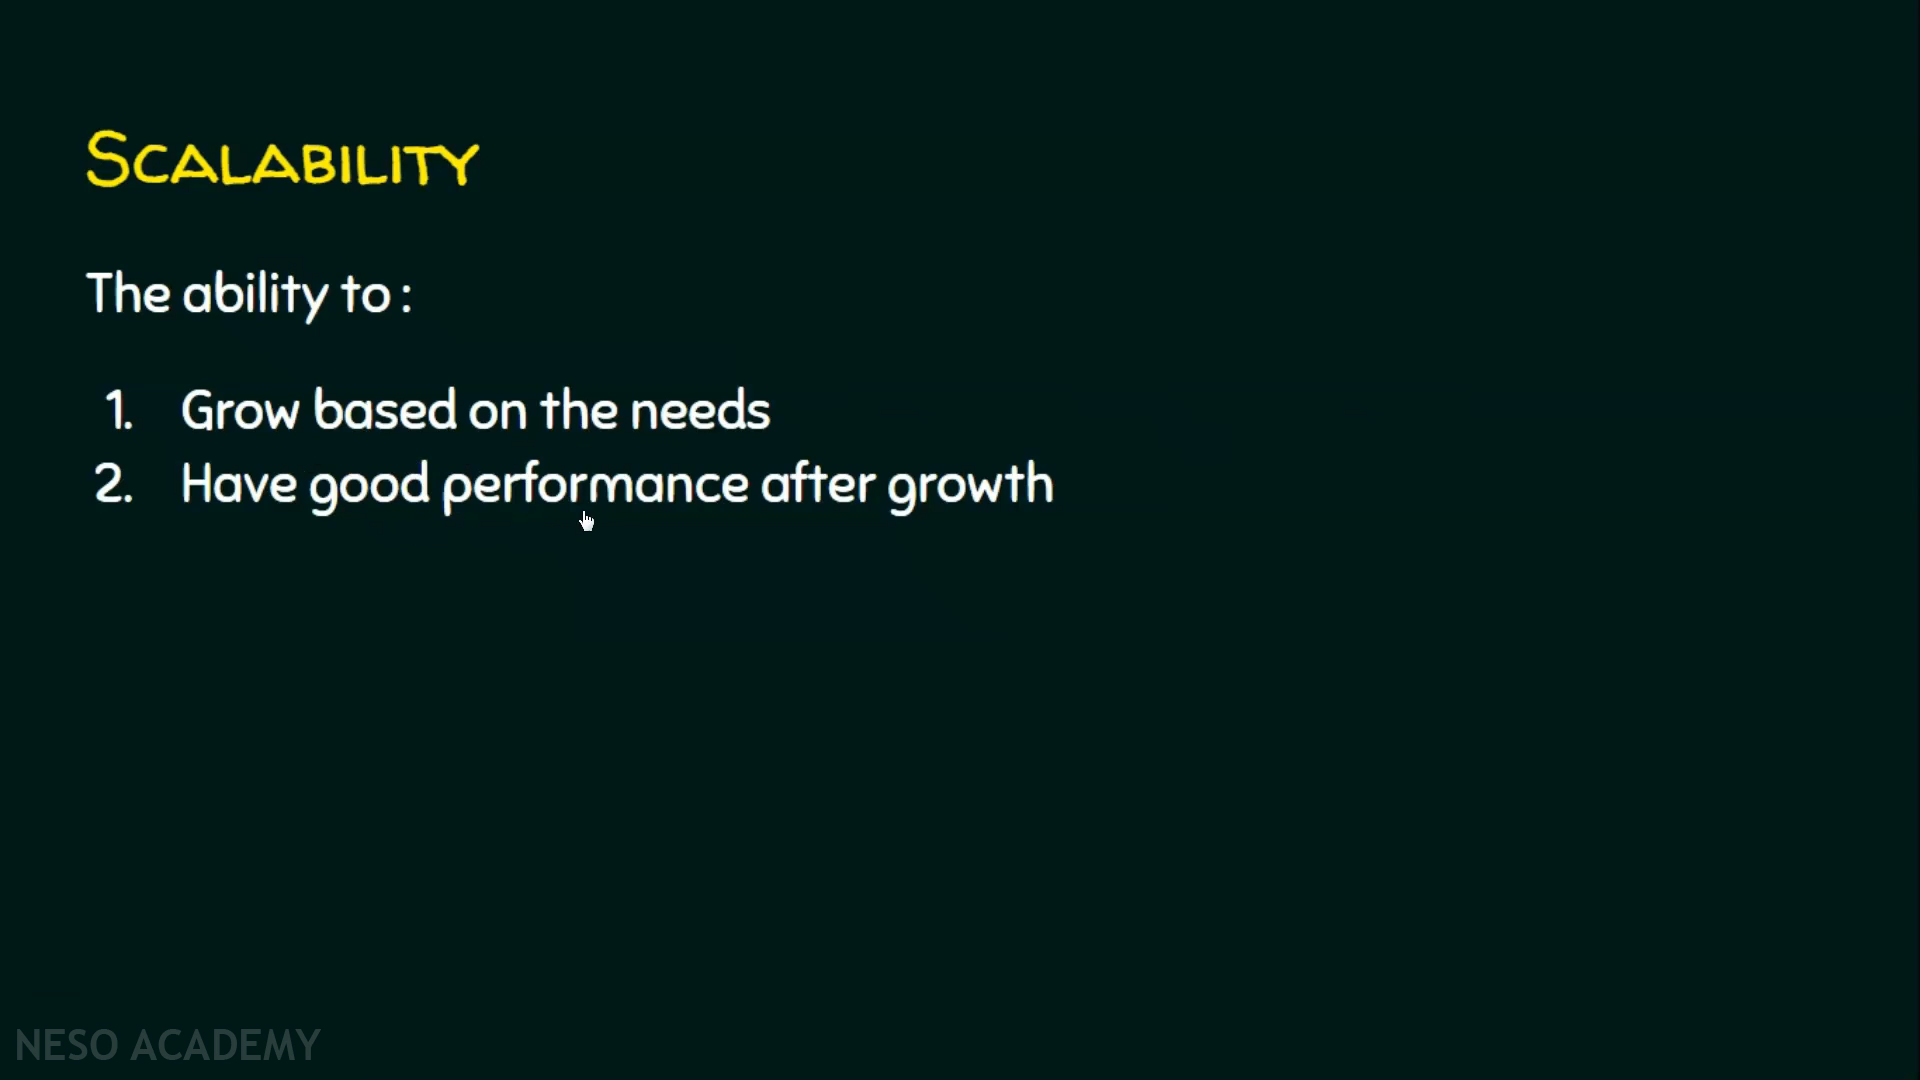 SCALABILITY
The ability to :
1. Grow based on the needs
2. Have good performance after growth
NESO ACADEMY